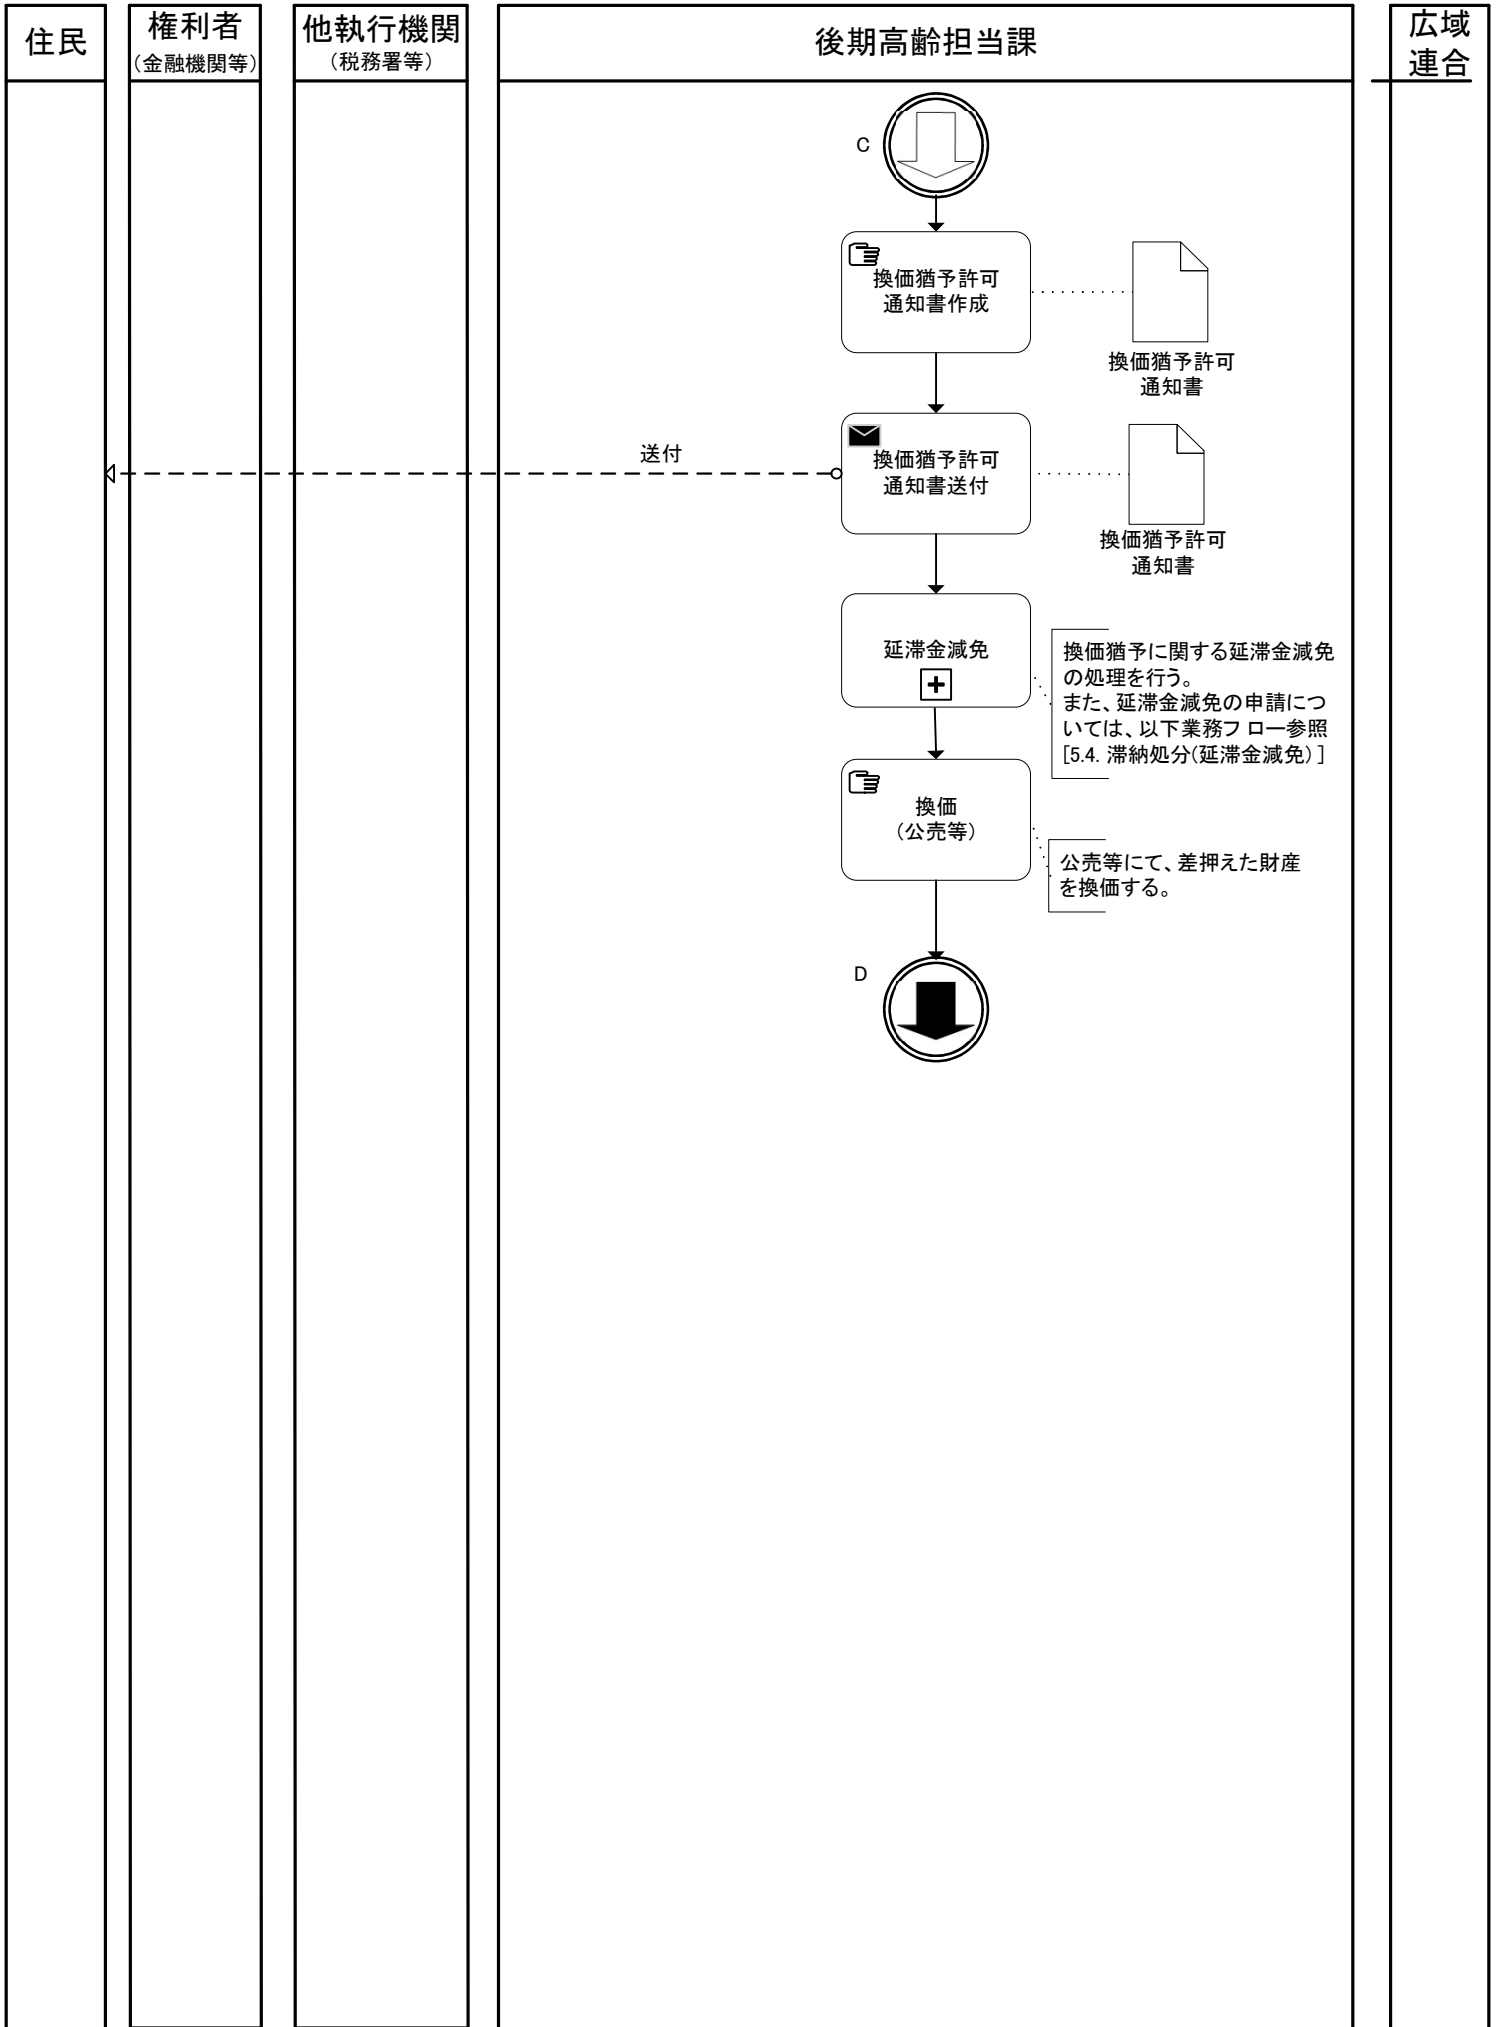 住民
権利者
（金融機関等）
他執行機関
（税務署等）
後期高齢担当課
広域
連合
C
換価猶予許可
通知書作成
換価猶予許可
通知書
送付
換価猶予許可
通知書送付
換価猶予許可
通知書
延滞金減免
換価猶予に関する延滞金減免
の処理を行う。
また、延滞金減免の申請につ
いては、以下業務フロー参照
[5.4. 滞納処分(延滞金減免)]
換価
（公売等）
公売等にて、差押えた財産
を換価する。
D